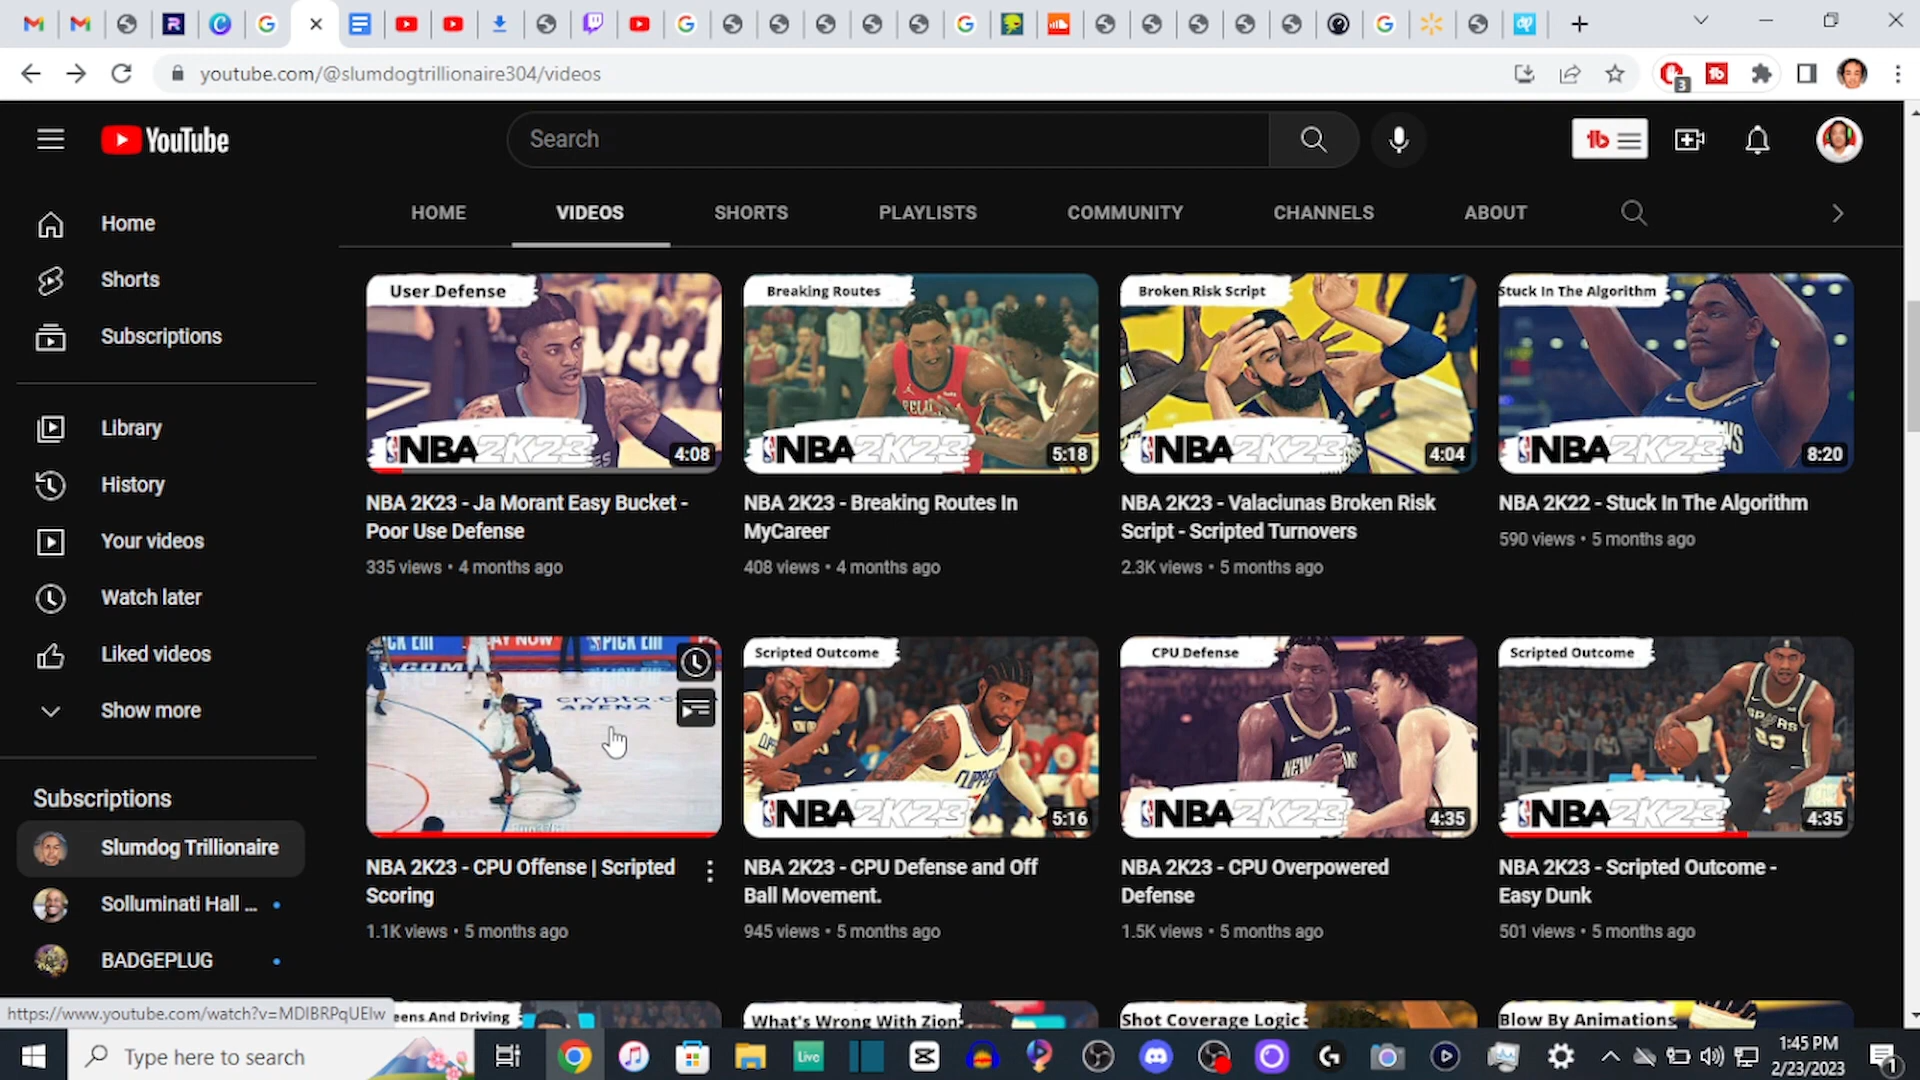 youtube.com/@slumdogtrillionaire304/videos
3
YouTube
Search
HOME
VIDEOS
SHORTS
PLAYLISTS
COMMUNITY
CHANNELS
ABOUT
Home
Shorts
Subscriptions
Library
History
Your videos
Watch later
Liked videos
Show more
Subscriptions
Slumdog Trillionaire
Solluminati Hall ...
BADGEPLUG
User Defense
NBA 2K23
4:08
NBA 2K23 - Ja Morant Easy Bucket -
Poor Use Defense
335 views • 4 months ago
Breaking Routes
NBA 2K23
5:18
NBA 2K23 - Breaking Routes In
MyCareer
408 views • 4 months ago
Broken Risk Script
NBA 2K23
4:04
NBA 2K23 - Valaciunas Broken Risk
Script - Scripted Turnovers
2.3K views • 5 months ago
Stuck In The Algorithm
NBA 2K23
8:20
NBA 2K22 - Stuck In The Algorithm
590 views • 5 months ago
crypto.c
ARENA
NBA 2K23 - CPU Offense | Scripted
Scoring
1.1K views • 5 months ago
Scripted Outcome
CLIPPERS
NBA 2K23
5:16
NBA 2K23 - CPU Defense and Off
Ball Movement.
945 views • 5 months ago
CPU Defense
NBA 2K23
4:35
NBA 2K23 - CPU Overpowered
Defense
1.5K views • 5 months ago
Scripted Outcome
SPURS
NBA 2K23
4:35
NBA 2K23 - Scripted Outcome -
Easy Dunk
501 views • 5 months ago
eens And Driving
What's Wrong With Zion
Shot Coverage Logic
Blow By Animations
https://www.youtube.com/watch?v=MDIBRPqUElw
Type here to search
Live
1:45 PM
2/23/2023
1